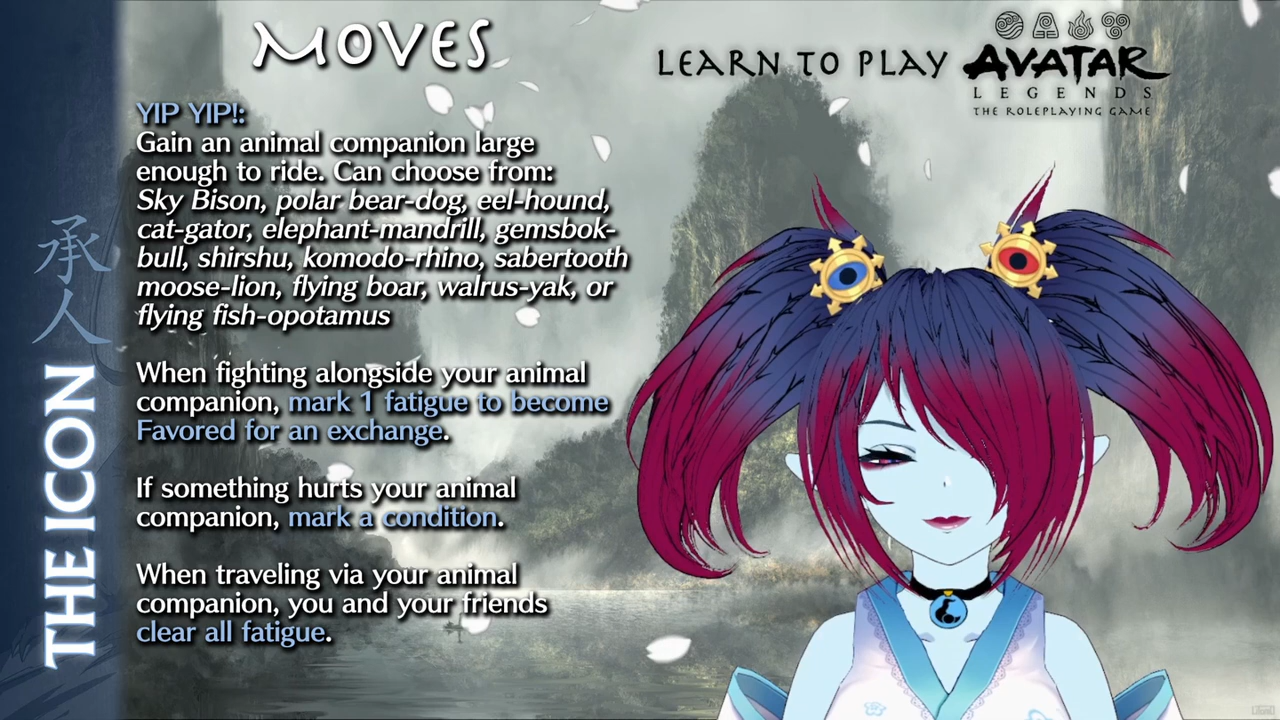 MOVES
LEARN TO PLAY
AVATAR
LEGENDS
THE ROLEPLAYING GAME
YIP YIP!:
Gain an animal companion large
enough to ride. Can choose from:
Sky Bison, polar bear-dog, eel-hound,
cat-gator, elephant-mandrill, gemsbok-
bull, shirshu, komodo-rhino, sabertooth
moose-lion, flying boar, walrus-yak, or
flying fish-opotamus
When fighting alongside your animal
companion, mark 1 fatigue to become
Favored for an exchange.
If something hurts your animal
companion, mark a condition.
When traveling via your animal
companion, you and your friends
clear all fatigue.
承人
THE ICON